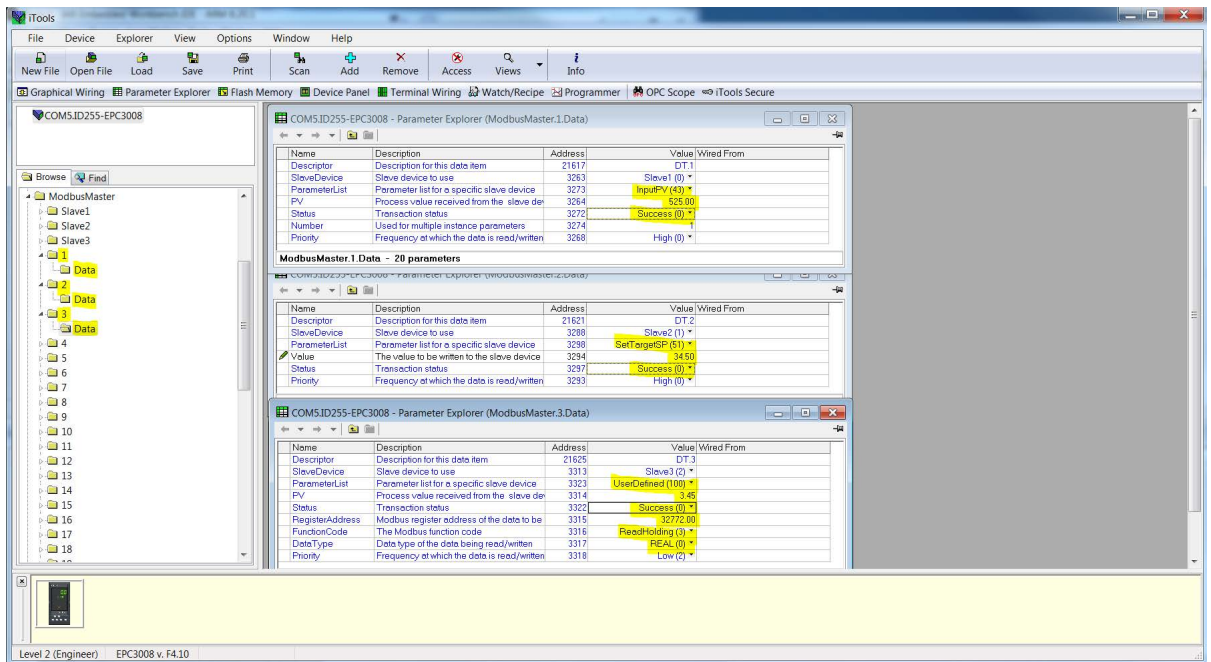 iTools
File Device Explorer View Options Window Help
New File Open File Load Save Print Scan Add Remove Access Views Info
Graphical Wiring Parameter Explorer Flash Memory Device Panel Terminal Wiring Watch/Recipe Programmer OPC Scope iTools Secure
COM5.ID255-EPC3008
Browse Find
ModbusMaster
Slave1
Slave2
Slave3
1
Data
2
Data
3
Data
4
5
6
7
8
9
10
11
12
13
14
15
16
17
18
COM5.ID255-EPC3008 - Parameter Explorer (ModbusMaster.1.Data)
Name Description Address Value Wired From
Descriptor Description for this data item 21617 DT.1
SlaveDevice Slave device to use 3263 Slave1 (0)
ParameterList Parameter list for a specific slave device 3273 InputPV (43)
PV Process value received from the slave dev 3264 525.00
Status Transaction status 3272 Success (0)
Number Used for multiple instance parameters 3274 1
Priority Frequency at which the data is read/written 3268 High (0)
ModbusMaster.1.Data - 20 parameters
COM5.ID255-EPC3008 - Parameter Explorer (ModbusMaster.2.Data)
Name Description Address Value Wired From
Descriptor Description for this data item 21621 DT.2
SlaveDevice Slave device to use 3288 Slave2 (1)
ParameterList Parameter list for a specific slave device 3298 SetTargetSP (51)
Value The value to be written to the slave device 3294 34.50
Status Transaction status 3297 Success (0)
Priority Frequency at which the data is read/written 3293 High (0)
COM5.ID255-EPC3008 - Parameter Explorer (ModbusMaster.3.Data)
Name Description Address Value Wired From
Descriptor Description for this data item 21625 DT.3
SlaveDevice Slave device to use 3313 Slave3 (2)
ParameterList Parameter list for a specific slave device 3323 UserDefined (100)
PV Process value received from the slave dev 3314 3.45
Status Transaction status 3322 Success (0)
RegisterAddress Modbus register address of the data to be 3315 32772.00
FunctionCode The Modbus function code 3316 ReadHolding (3)
DataType Data type of the data being read/written 3317 REAL (0)
Priority Frequency at which the data is read/written 3318 Low (2)
Level 2 (Engineer) EPC3008 v. F4.10